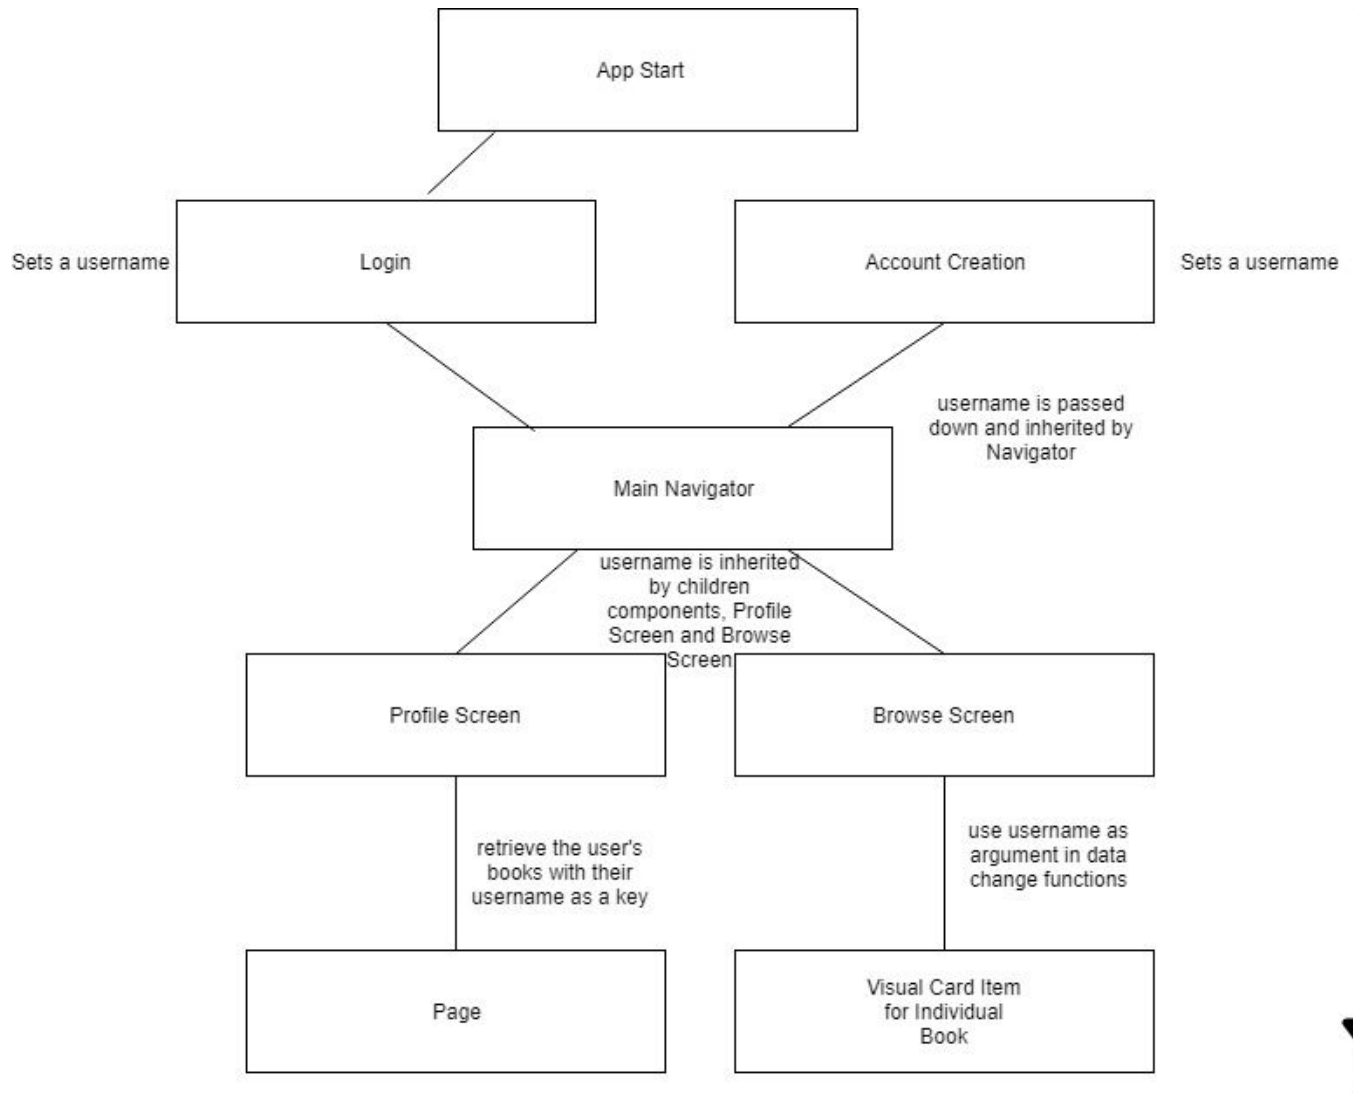 App Start
Sets a username
Login
Account Creation
Sets a username
username is passed
down and inherited by
Navigator
Main Navigator
username is inherited
by children
components, Profile
Screen and Browse
Screen
Profile Screen
Browse Screen
retrieve the user's
books with their
username as a key
use username as
argument in data
change functions
Page
Visual Card Item
for Individual
Book